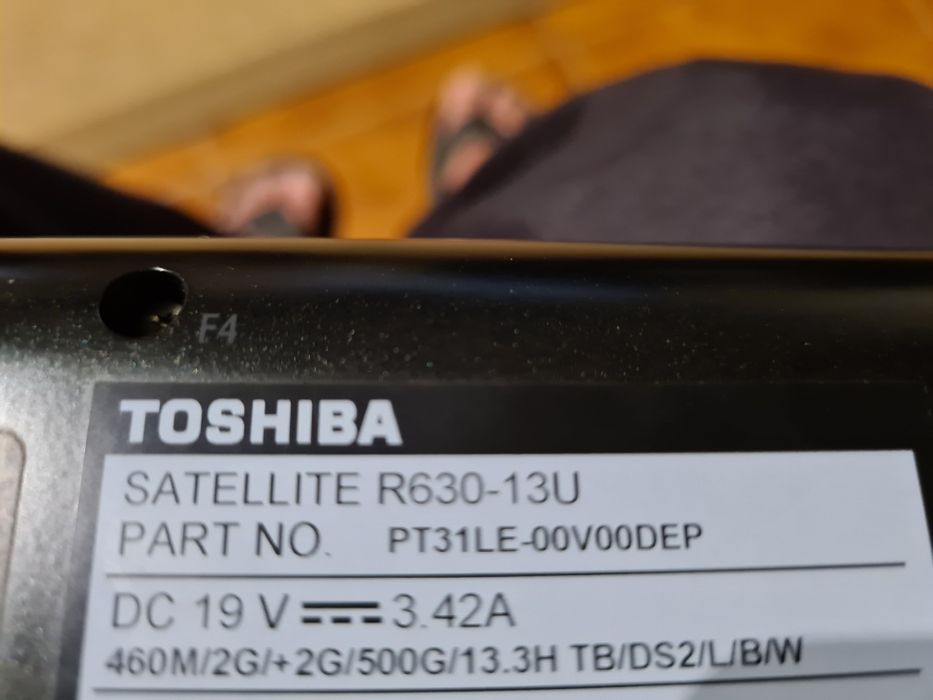 F4
TOSHIBA
SATELLITE R630-13U
PART NO. PT31LE-00V00DEP
DC 19 V ⎓ 3.42A
460M/2G/+2G/500G/13.3H TB/DS2/L/B/W